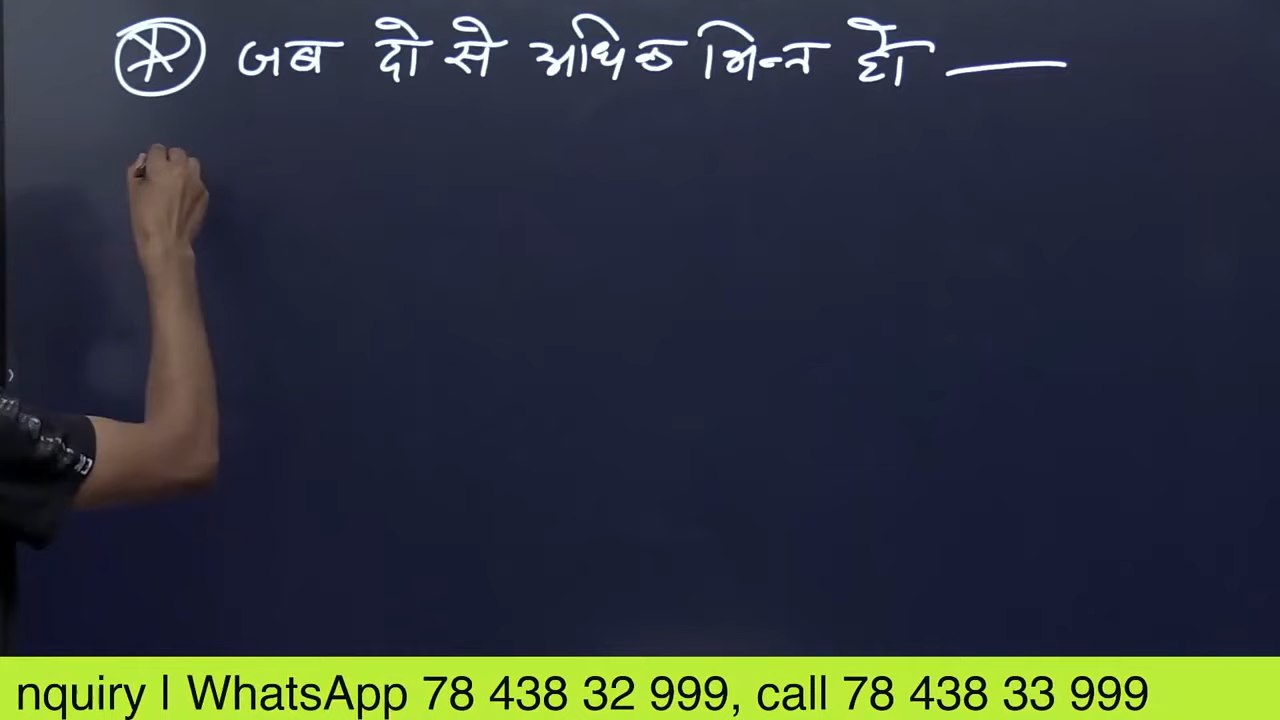 जब दो से अधिक भिन्न हो —
nquiry | WhatsApp 78 438 32 999, call 78 438 33 999